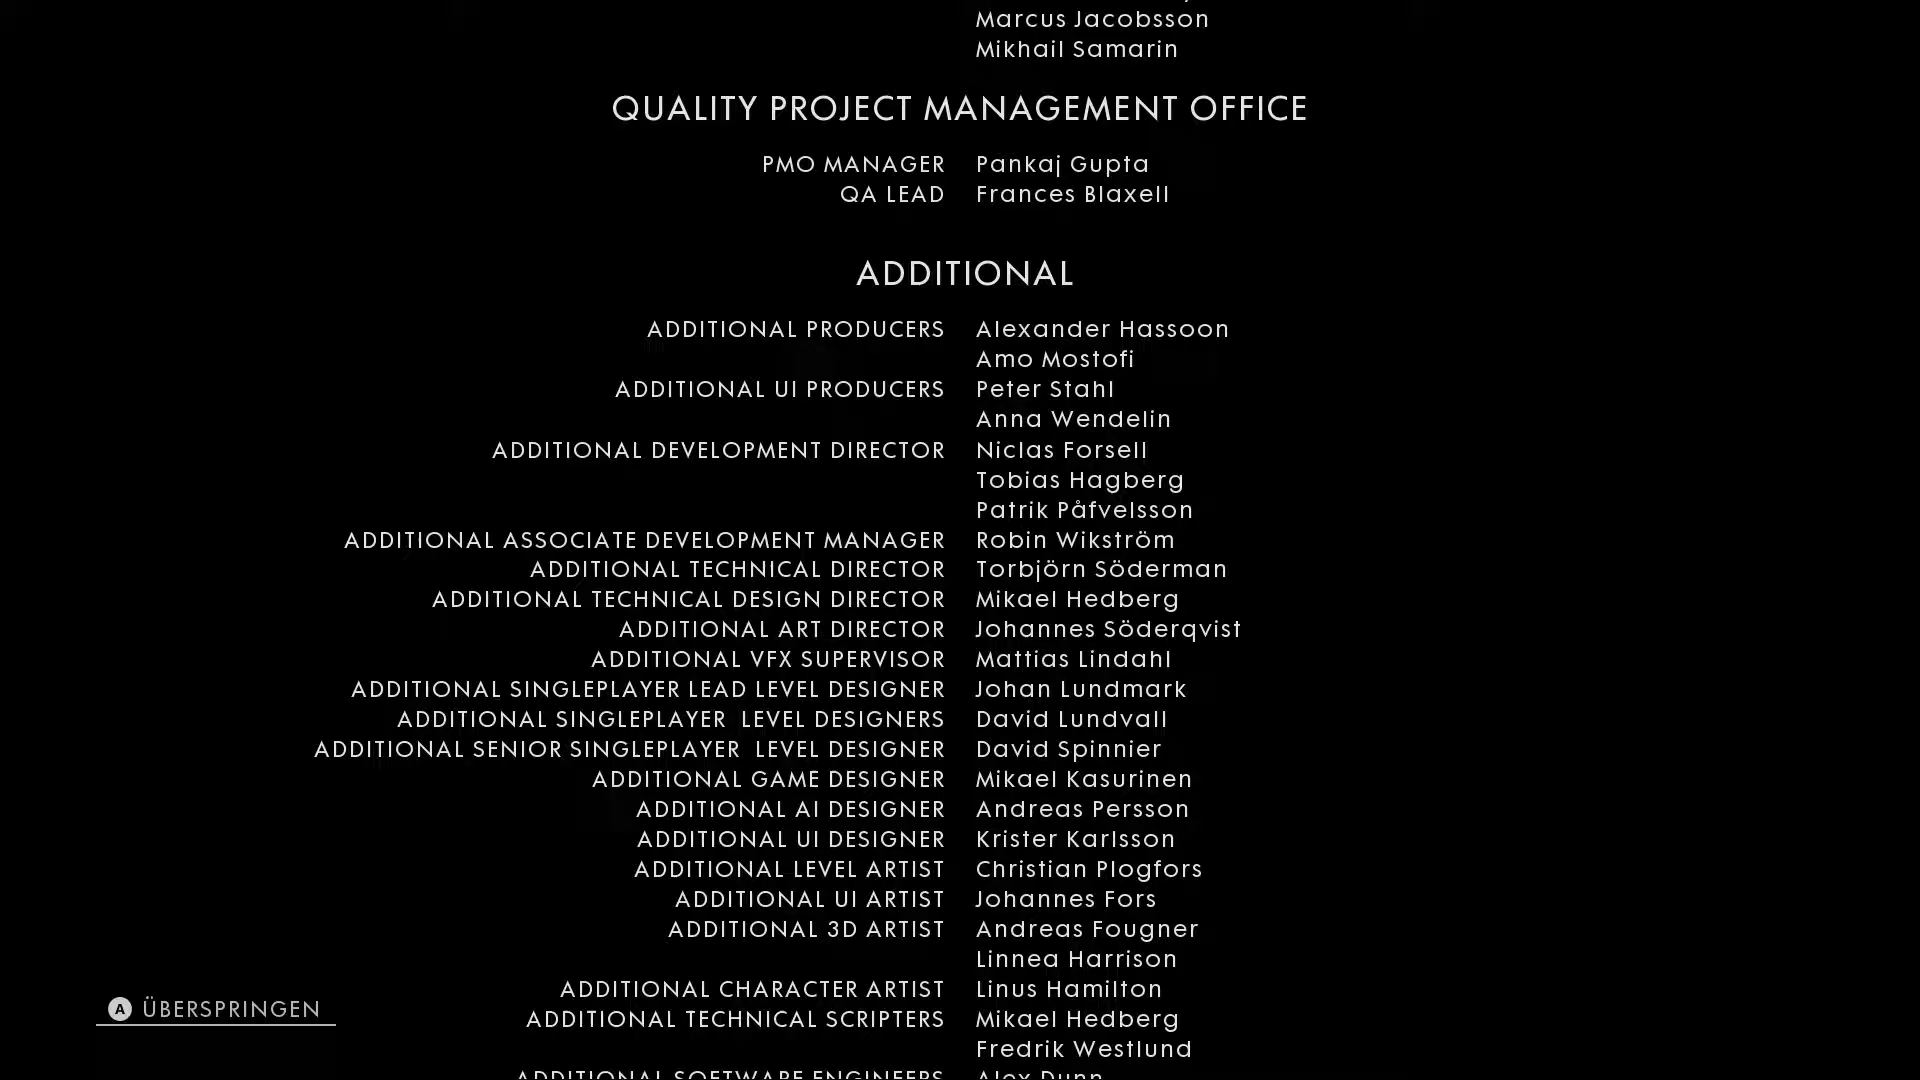 Marcus Jacobsson
Mikhail Samarin
QUALITY PROJECT MANAGEMENT OFFICE
PMO MANAGER Pankaj Gupta
QA LEAD Frances Blaxell
ADDITIONAL
ADDITIONAL PRODUCERS Alexander Hassoon
Amo Mostofi
ADDITIONAL UI PRODUCERS Peter Stahl
Anna Wendelin
ADDITIONAL DEVELOPMENT DIRECTOR Niclas Forsell
Tobias Hagberg
Patrik Påfvelsson
ADDITIONAL ASSOCIATE DEVELOPMENT MANAGER Robin Wikström
ADDITIONAL TECHNICAL DIRECTOR Torbjörn Söderman
ADDITIONAL TECHNICAL DESIGN DIRECTOR Mikael Hedberg
ADDITIONAL ART DIRECTOR Johannes Söderqvist
ADDITIONAL VFX SUPERVISOR Mattias Lindahl
ADDITIONAL SINGLEPLAYER LEAD LEVEL DESIGNER Johan Lundmark
ADDITIONAL SINGLEPLAYER LEVEL DESIGNERS David Lundvall
ADDITIONAL SENIOR SINGLEPLAYER LEVEL DESIGNER David Spinnier
ADDITIONAL GAME DESIGNER Mikael Kasurinen
ADDITIONAL AI DESIGNER Andreas Persson
ADDITIONAL UI DESIGNER Krister Karlsson
ADDITIONAL LEVEL ARTIST Christian Plogfors
ADDITIONAL UI ARTIST Johannes Fors
ADDITIONAL 3D ARTIST Andreas Fougner
Linnea Harrison
ADDITIONAL CHARACTER ARTIST Linus Hamilton
A ÜBERSPRINGEN
ADDITIONAL TECHNICAL SCRIPTERS Mikael Hedberg
Fredrik Westlund
ADDITIONAL SOFTWARE ENGINEERS Alex Dunn